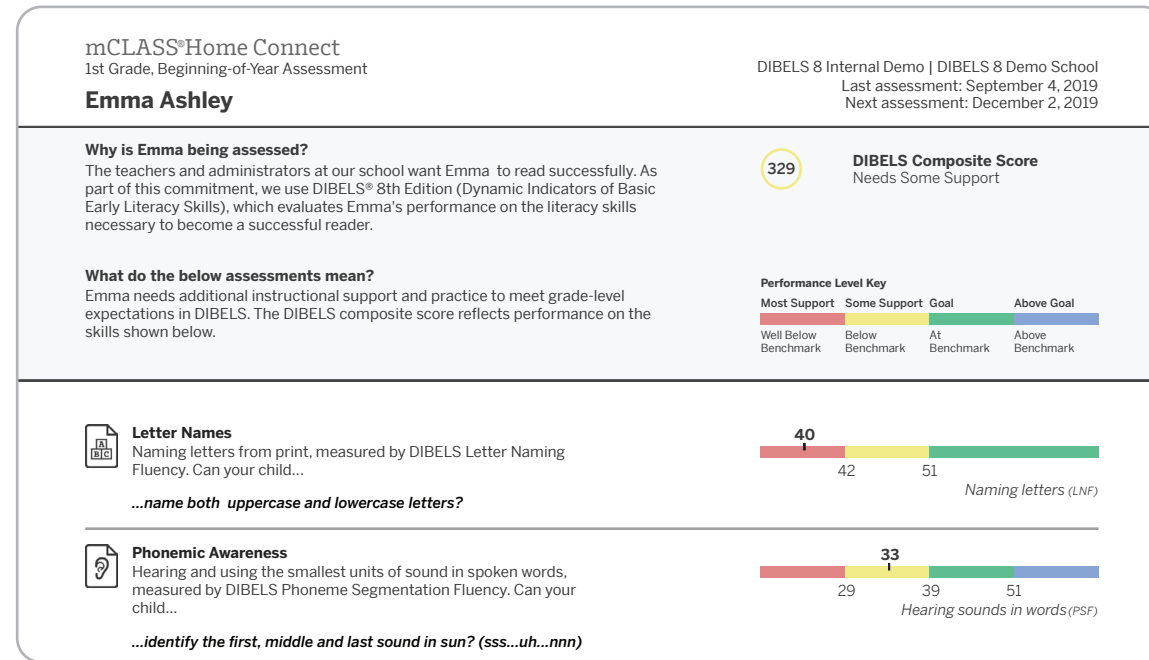 mCLASS®Home Connect
1st Grade, Beginning-of-Year Assessment
Emma Ashley
DIBELS 8 Internal Demo | DIBELS 8 Demo School
Last assessment: September 4, 2019
Next assessment: December 2, 2019
Why is Emma being assessed?
The teachers and administrators at our school want Emma to read successfully. As
part of this commitment, we use DIBELS® 8th Edition (Dynamic Indicators of Basic
Early Literacy Skills), which evaluates Emma's performance on the literacy skills
necessary to become a successful reader.
329
DIBELS Composite Score
Needs Some Support
What do the below assessments mean?
Emma needs additional instructional support and practice to meet grade-level
expectations in DIBELS. The DIBELS composite score reflects performance on the
skills shown below.
Performance Level Key
Most Support Some Support Goal Above Goal
Well Below Below At Above
Benchmark Benchmark Benchmark Benchmark
A
B C
Letter Names
Naming letters from print, measured by DIBELS Letter Naming
Fluency. Can your child...
...name both uppercase and lowercase letters?
40
42 51
Naming letters (LNF)
Phonemic Awareness
Hearing and using the smallest units of sound in spoken words,
measured by DIBELS Phoneme Segmentation Fluency. Can your
child...
...identify the first, middle and last sound in sun? (sss...uh...nnn)
33
29 39 51
Hearing sounds in words (PSF)